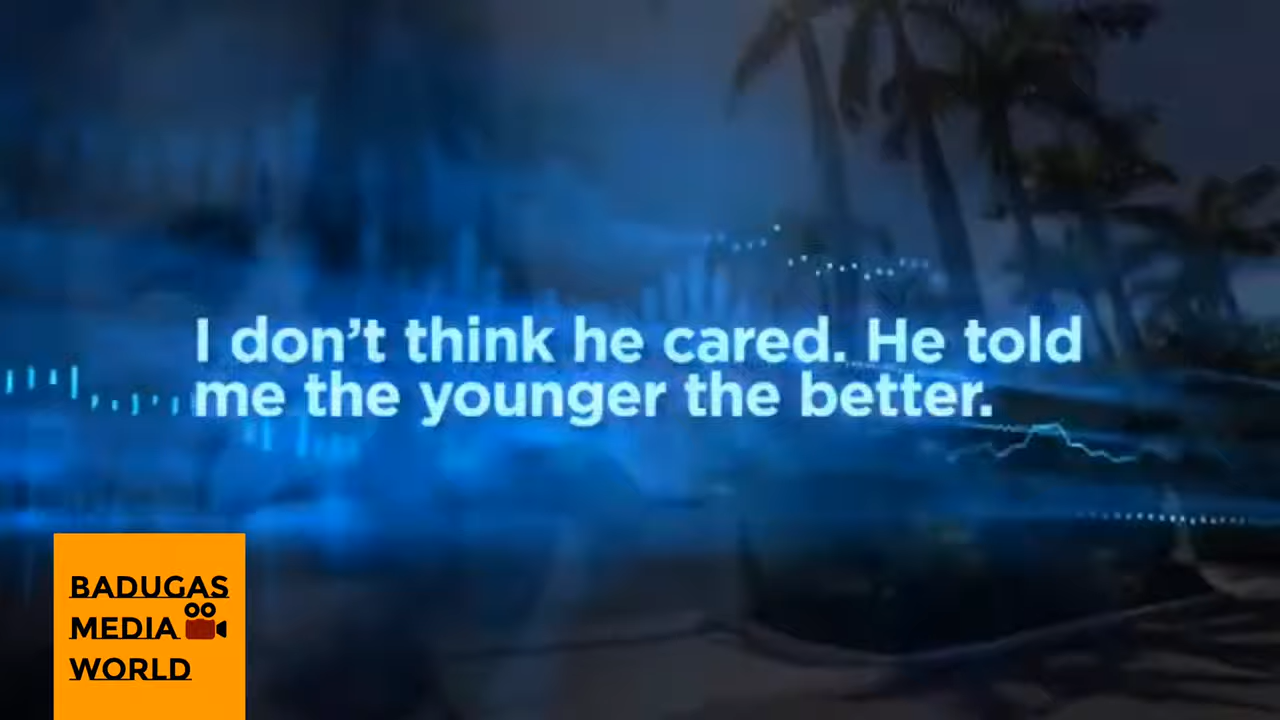 I don’t think he cared. He told
me the younger the better.
BADUGAS
MEDIA
WORLD